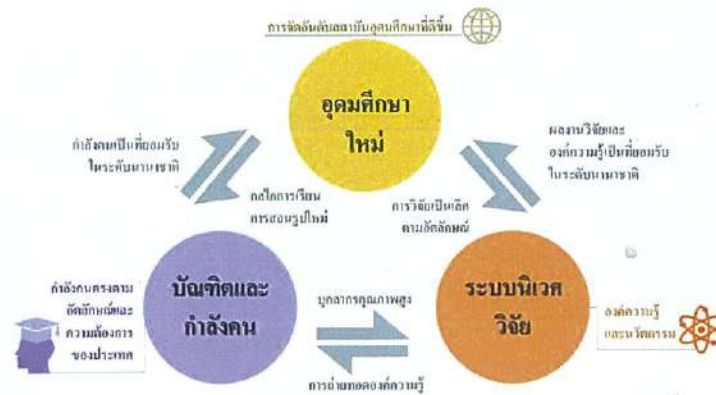 การจัดอันดับสถาบันอุดมศึกษาที่ดีขึ้น
อุดมศึกษา
ใหม่
กำลังคนเป็นที่ยอมรับ
ในระดับนานาชาติ
ผลงานวิจัยและ
องค์ความรู้เป็นที่ยอมรับ
ในระดับนานาชาติ
กลไกการเรียน
การสอนรูปใหม่
การวิจัยเป็นเลิศ
ตามอัตลักษณ์
กำลังคนตรงตาม
อัตลักษณ์และ
ความต้องการ
ของประเทศ
บัณฑิตและ
กำลังคน
บุคลากรคุณภาพสูง
การถ่ายทอดองค์ความรู้
ระบบนิเวศ
วิจัย
องค์ความรู้
และนวัตกรรม